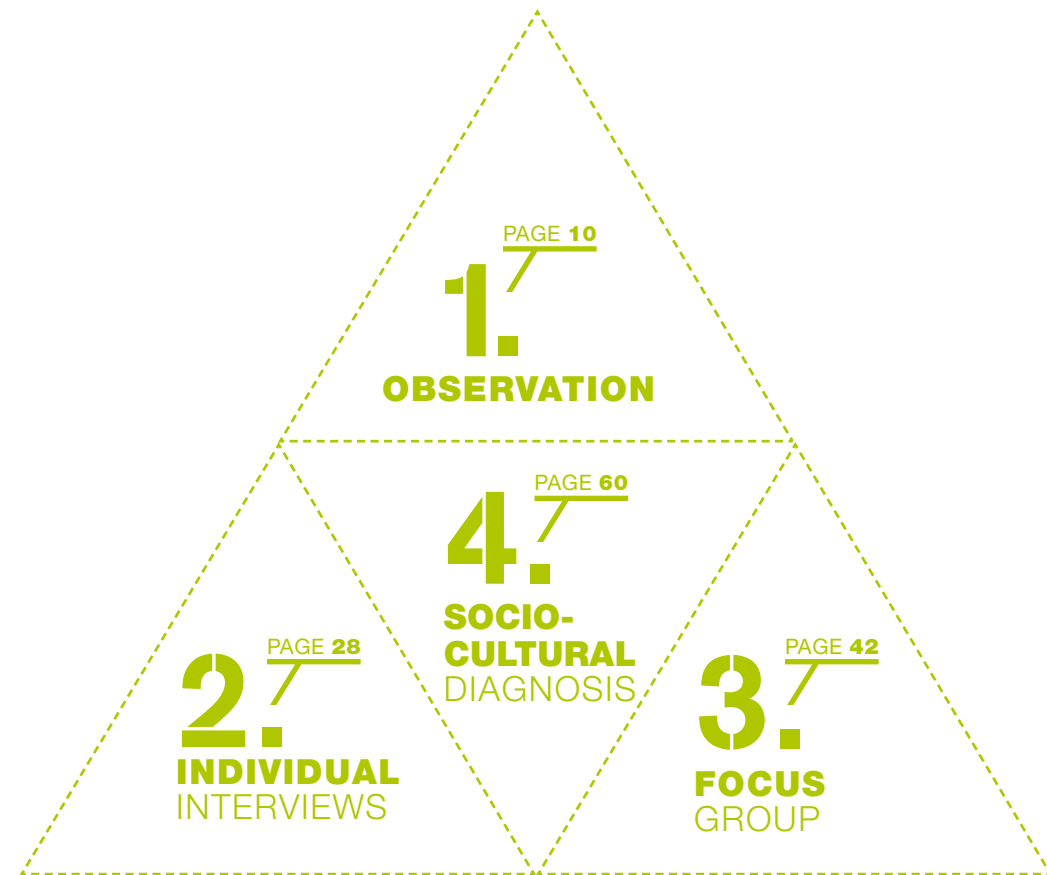 PAGE 10
1.
OBSERVATION
PAGE 60
4.
SOCIO-
CULTURAL
DIAGNOSIS
PAGE 28
2.
INDIVIDUAL
INTERVIEWS
PAGE 42
3.
FOCUS
GROUP